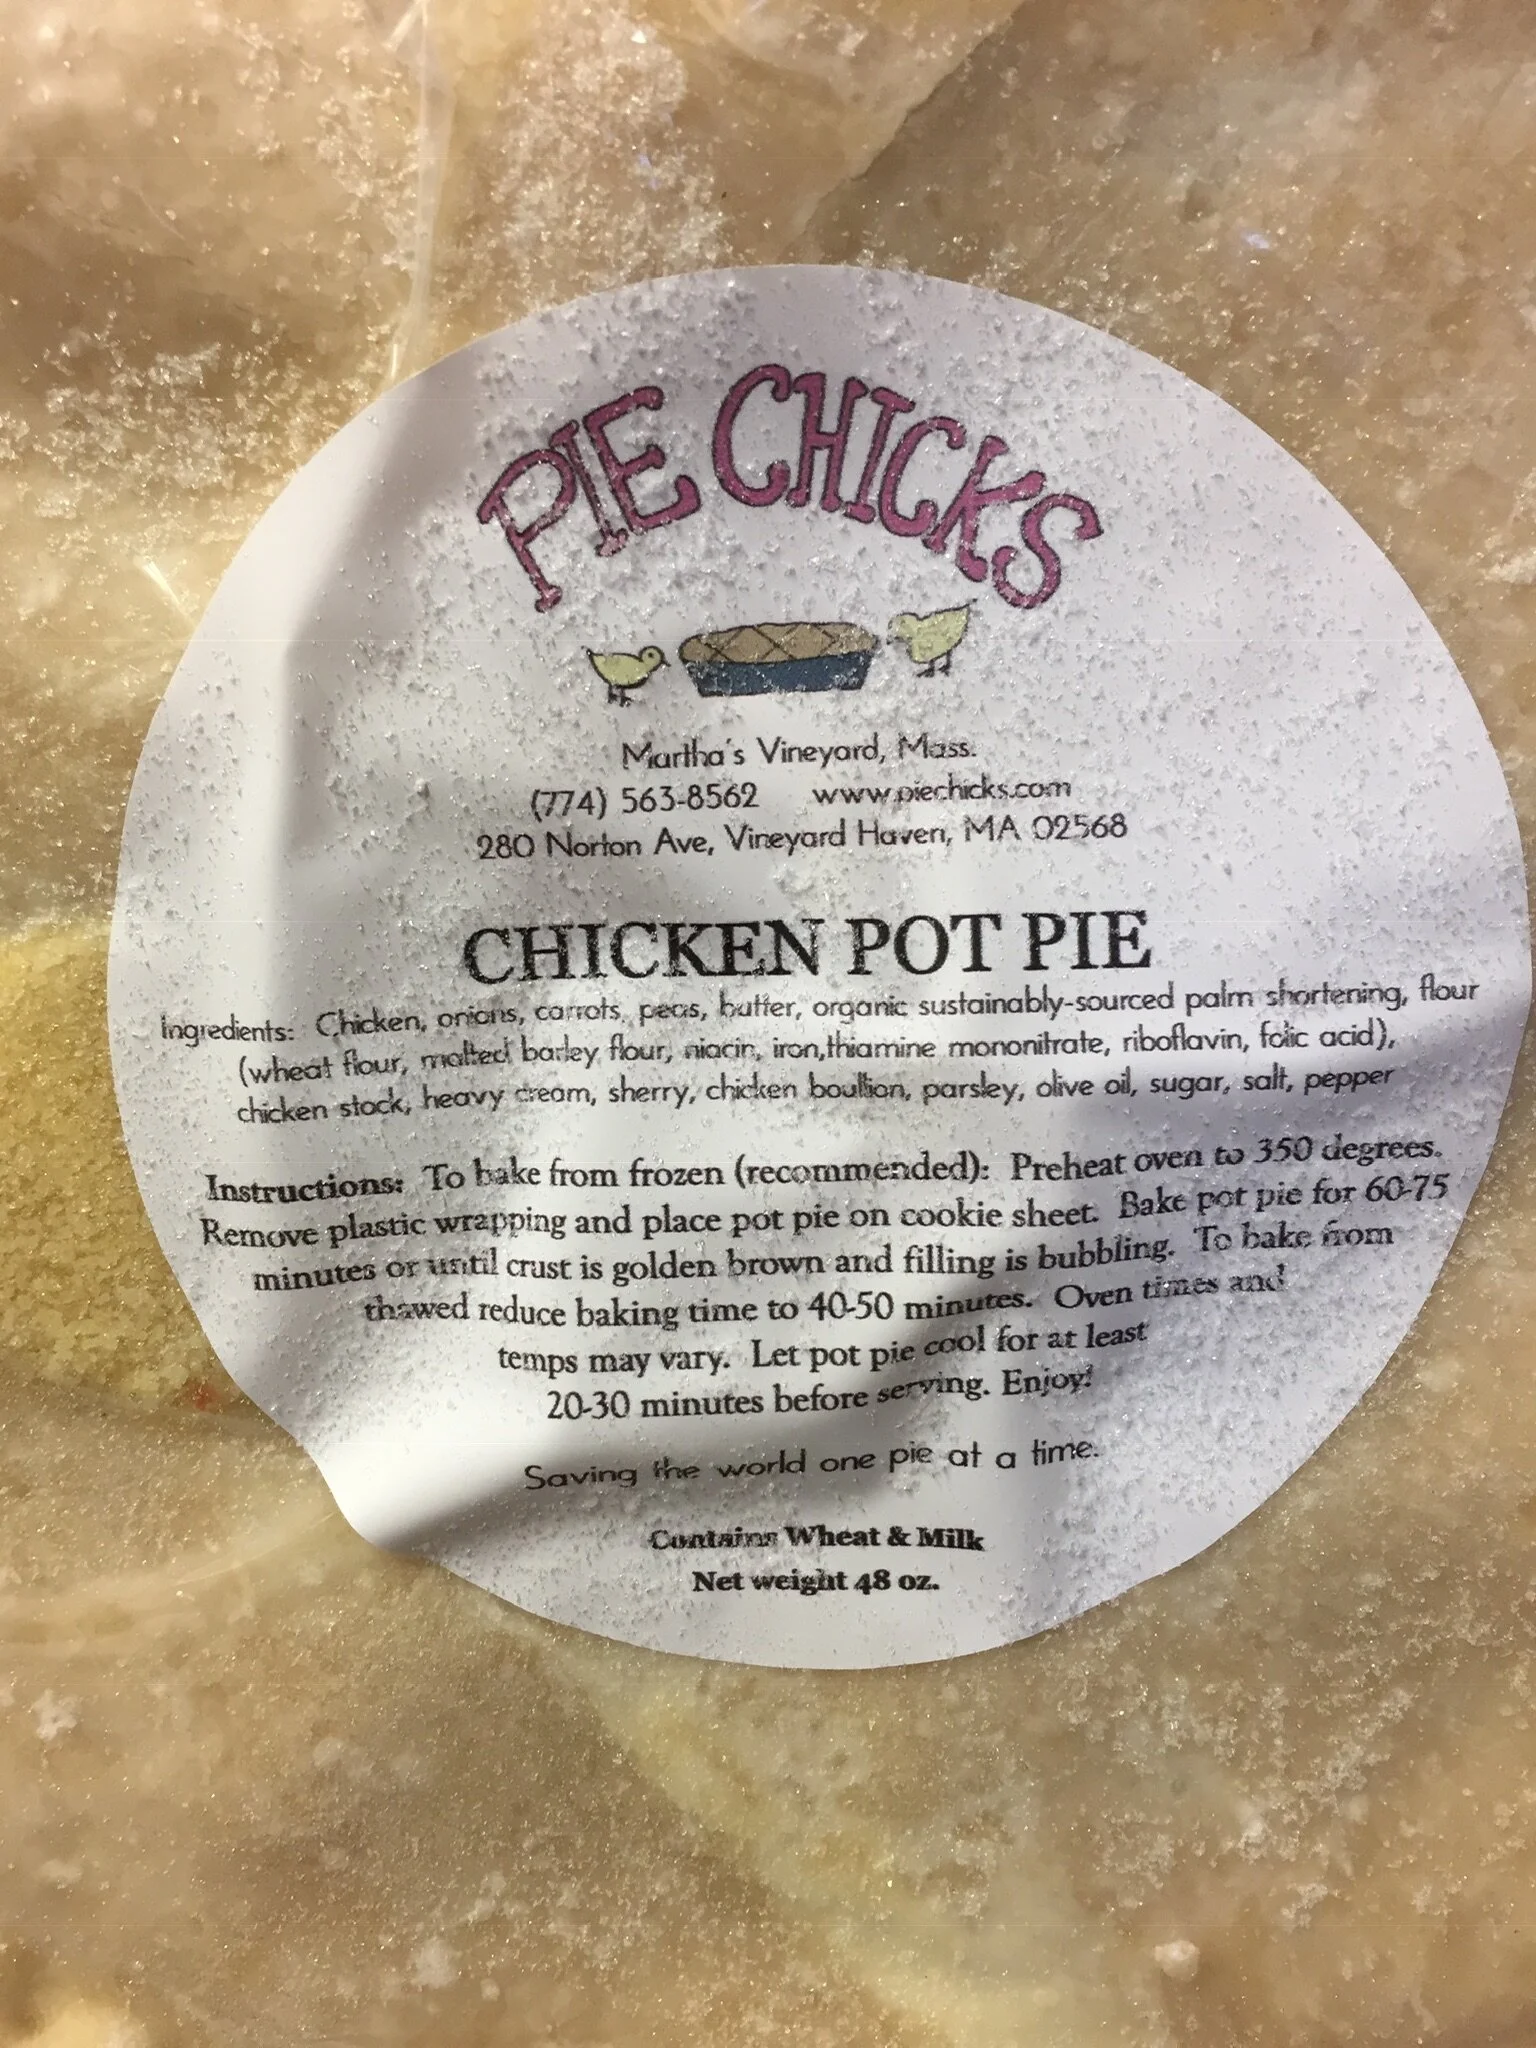 PIE CHICKS
Martha's Vineyard, Mass.
(774) 563-8562 www.piechicks.com
280 Norton Ave, Vineyard Haven, MA 02568
CHICKEN POT PIE
Ingredients: Chicken, onions, carrots, peas, butter, organic sustainably-sourced palm shortening, flour
(wheat flour, malted barley flour, niacin, iron,thiamine mononitrate, riboflavin, folic acid),
chicken stock, heavy cream, sherry, chicken boullion, parsley, olive oil, sugar, salt, pepper
Instructions: To bake from frozen (recommended): Preheat oven to 350 degrees.
Remove plastic wrapping and place pot pie on cookie sheet. Bake pot pie for 60-75
minutes or until crust is golden brown and filling is bubbling. To bake from
thawed reduce baking time to 40-50 minutes. Oven times and
temps may vary. Let pot pie cool for at least
20-30 minutes before serving. Enjoy!
Saving the world one pie at a time.
Contains Wheat & Milk
Net weight 48 oz.